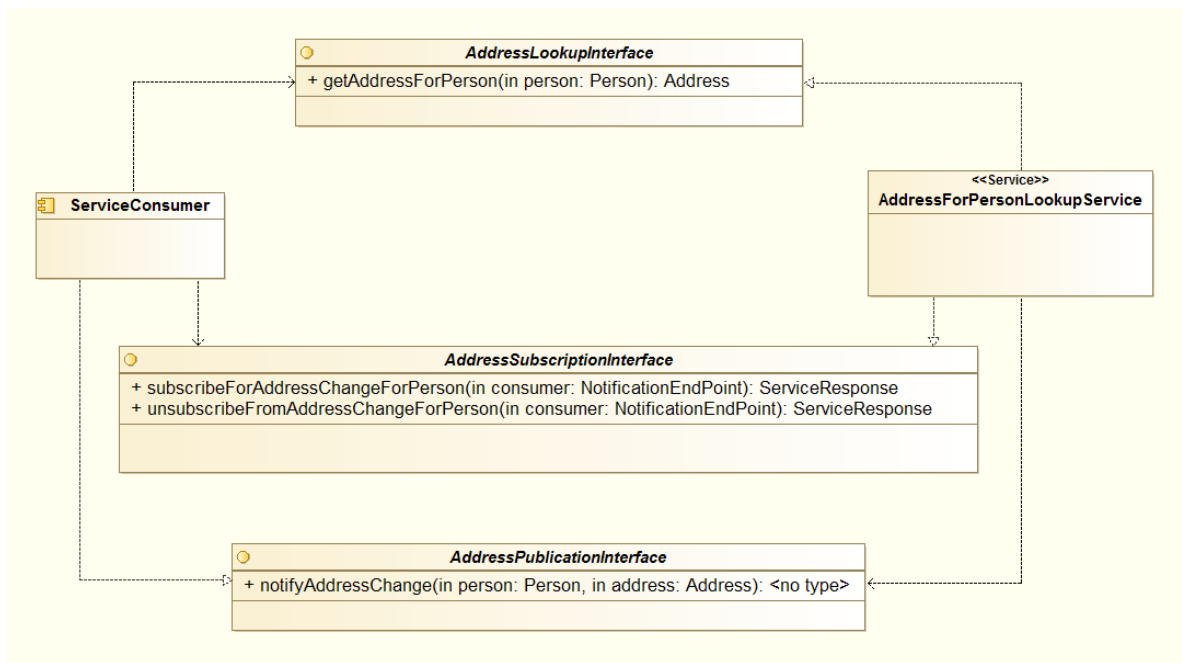 AddressLookupInterface
+ getAddressForPerson(in person: Person): Address
<<Service>>
AddressForPersonLookupService
ServiceConsumer
AddressSubscriptionInterface
+ subscribeForAddressChangeForPerson(in consumer: NotificationEndPoint): ServiceResponse
+ unsubscribeFromAddressChangeForPerson(in consumer: NotificationEndPoint): ServiceResponse
AddressPublicationInterface
+ notifyAddressChange(in person: Person, in address: Address): <no type>